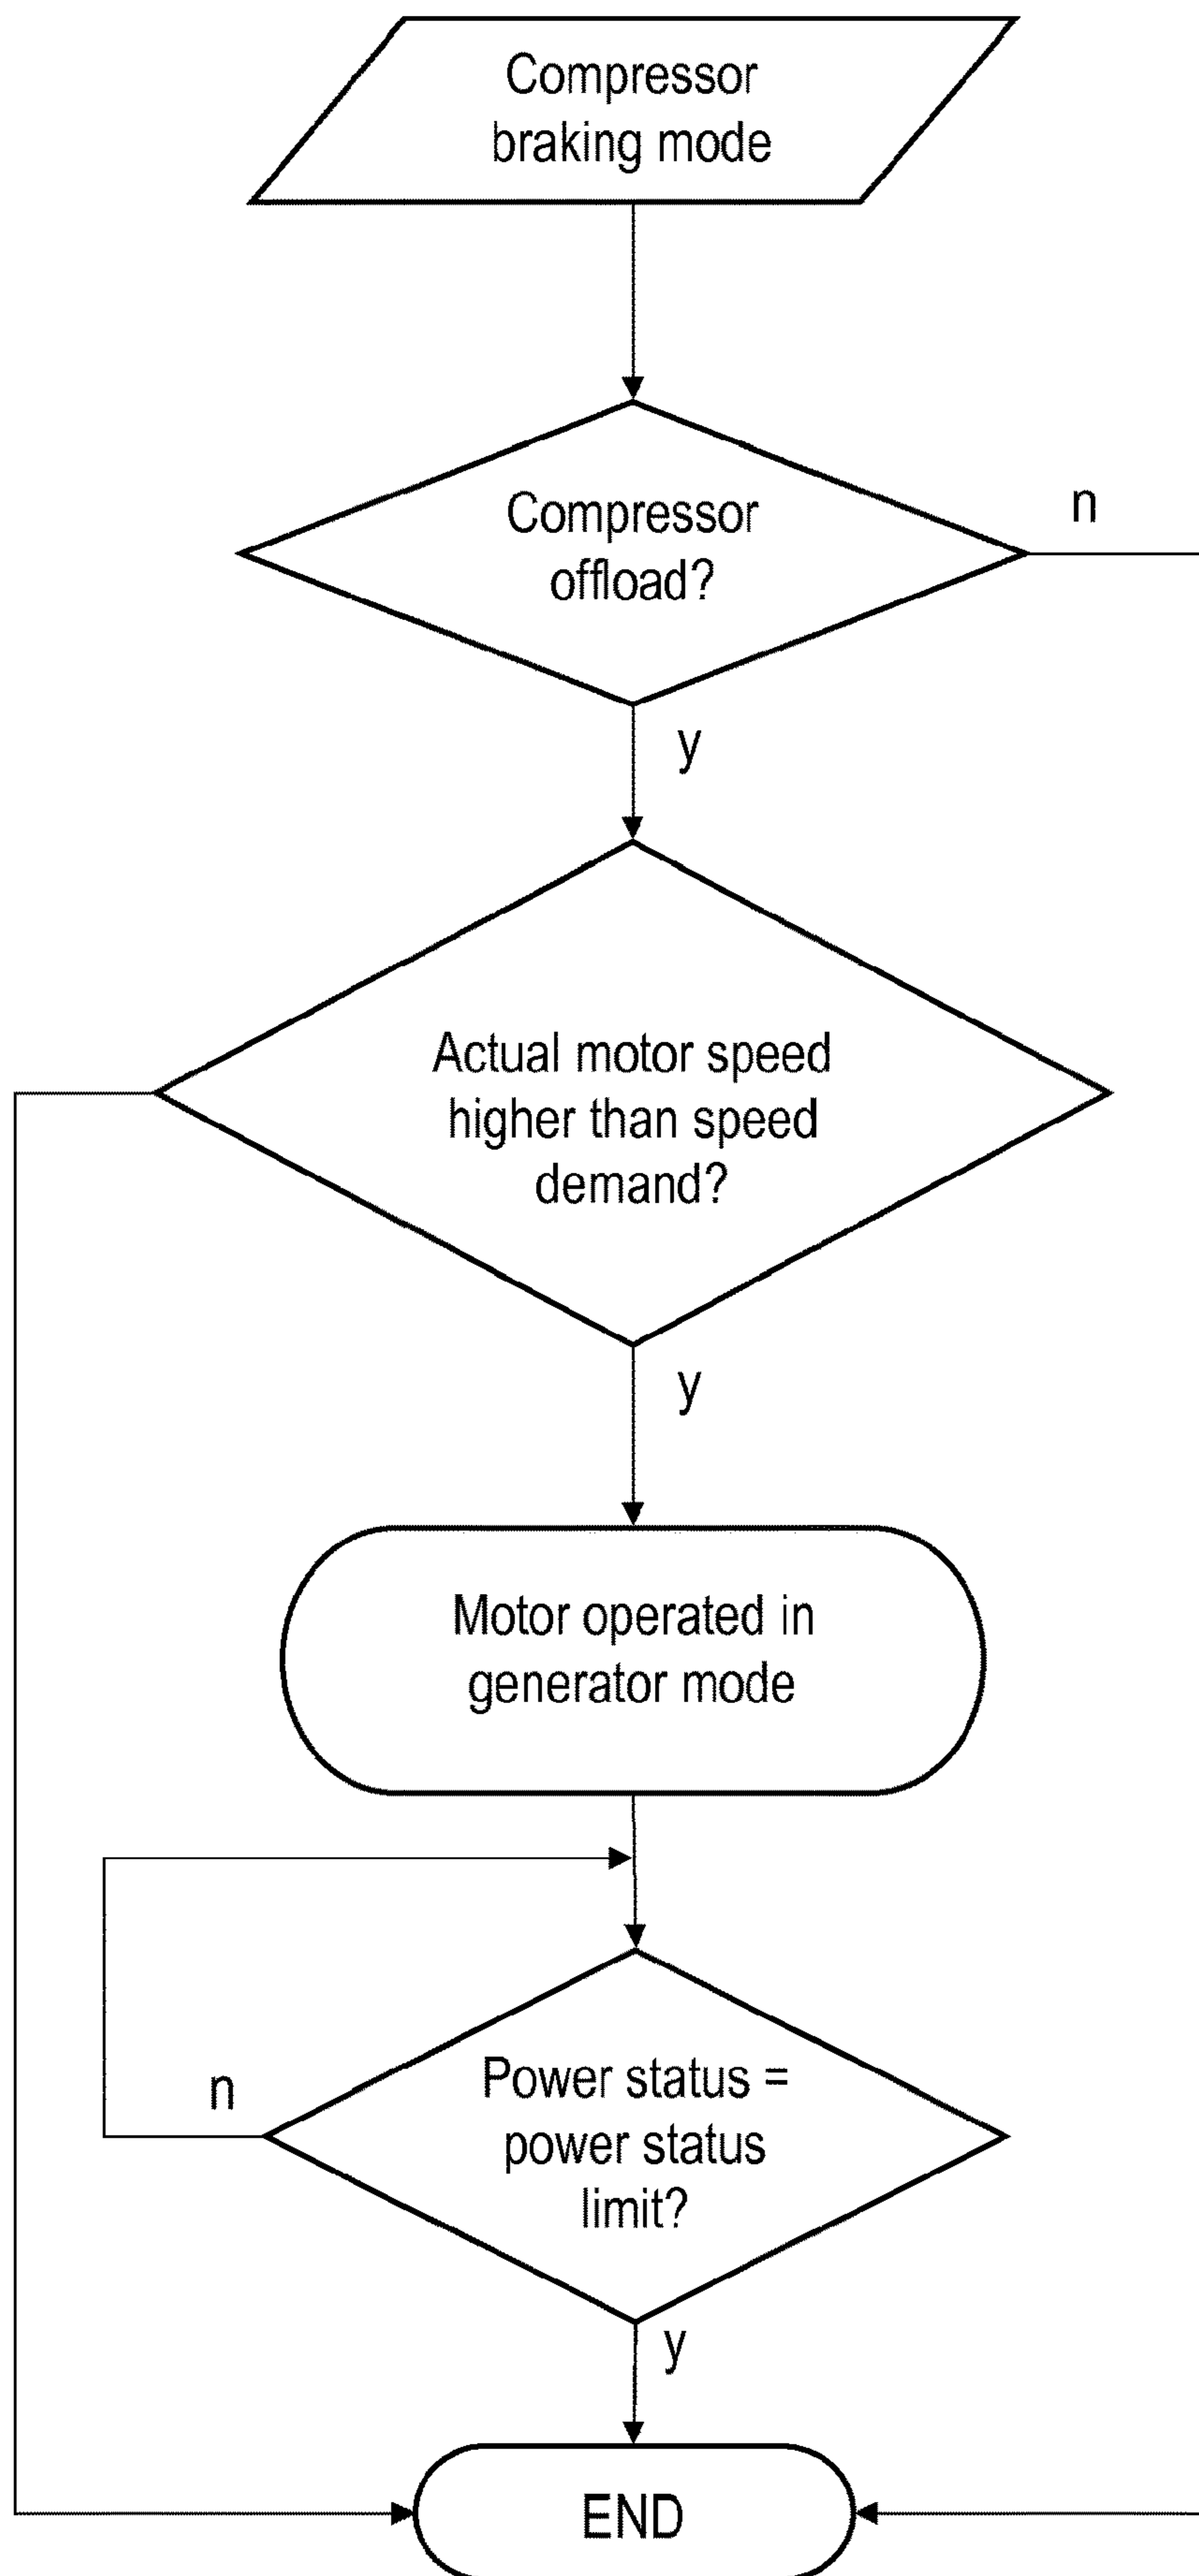 Compressor
braking mode
Compressor
offload?
n
y
Actual motor speed
higher than speed
demand?
y
Motor operated in
generator mode
Power status =
power status
limit?
n
y
END